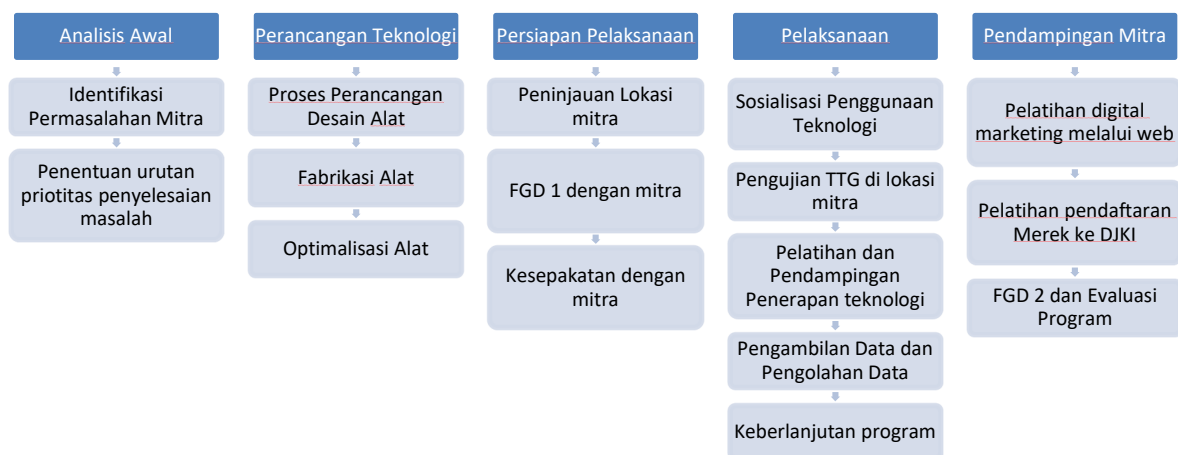 Analisis Awal
Identifikasi
Permasalahan Mitra
Penentuan urutan
priotitas penyelesaian
masalah
Perancangan Teknologi
Proses Perancangan
Desain Alat
Fabrikasi Alat
Optimalisasi Alat
Persiapan Pelaksanaan
Peninjauan Lokasi
mitra
FGD 1 dengan mitra
Kesepakatan dengan
mitra
Pelaksanaan
Sosialisasi Penggunaan
Teknologi
Pengujian TTG di lokasi
mitra
Pelatihan dan
Pendampingan
Penerapan teknologi
Pengambilan Data dan
Pengolahan Data
Keberlanjutan program
Pendampingan Mitra
Pelatihan digital
marketing melalui web
Pelatihan pendaftaran
Merek ke DJKI
FGD 2 dan Evaluasi
Program